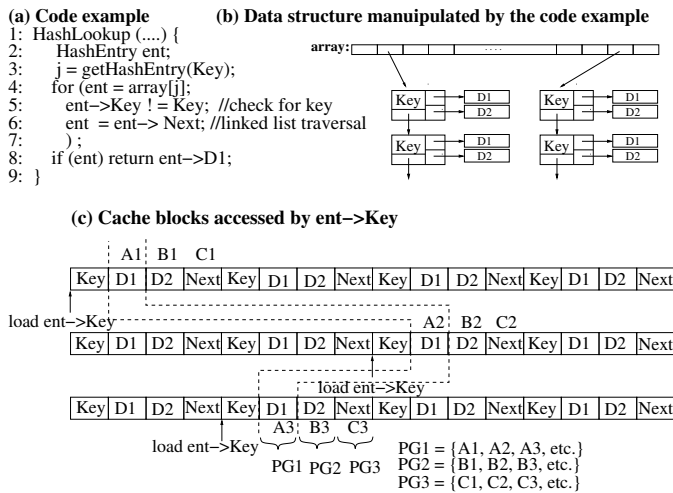 (a) Code example
1: HashLookup (....) {
2: HashEntry ent;
3: j = getHashEntry(Key);
4: for (ent = array[j];
5: ent->Key ! = Key; //check for key
6: ent = ent-> Next; //linked list traversal
7: ) ;
8: if (ent) return ent->D1;
9: }
(b) Data structure manuipulated by the code example
array: ....
Key D1 D2 Key D1 D2
Key D1 D2 Key D1 D2
(c) Cache blocks accessed by ent->Key
A1 B1 C1
Key D1 D2 Next Key D1 D2 Next Key D1 D2 Next Key D1 D2 Next
load ent->Key
A2 B2 C2
Key D1 D2 Next Key D1 D2 Next Key D1 D2 Next Key D1 D2 Next
load ent->Key
Key D1 D2 Next Key D1 D2 Next Key D1 D2 Next Key D1 D2 Next
load ent->Key
A3 B3 C3
PG1 PG2 PG3
PG1 = {A1, A2, A3, etc.}
PG2 = {B1, B2, B3, etc.}
PG3 = {C1, C2, C3, etc.}